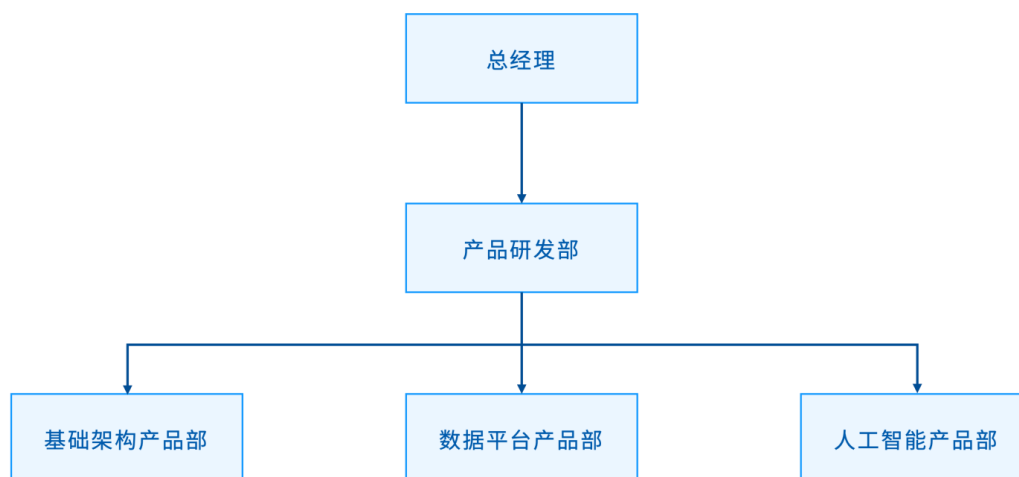 总经理
产品研发部
基础架构产品部
数据平台产品部
人工智能产品部